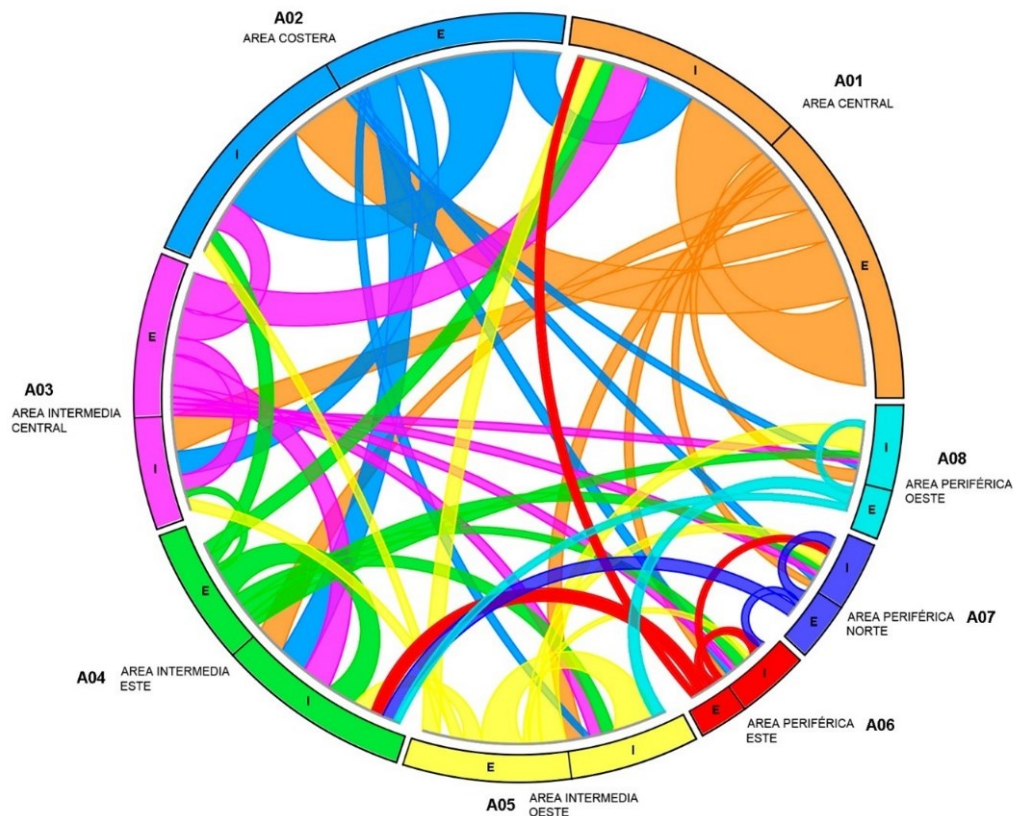 A02
AREA COSTERA
E
I
A01
AREA CENTRAL
I
E
A03
AREA INTERMEDIA
CENTRAL
E
I
A08
AREA PERIFÉRICA
OESTE
I
E
A07
AREA PERIFÉRICA
NORTE
I
E
A04
AREA INTERMEDIA
ESTE
E
I
A06
AREA PERIFÉRICA
ESTE
I
E
A05
AREA INTERMEDIA
OESTE
E
I